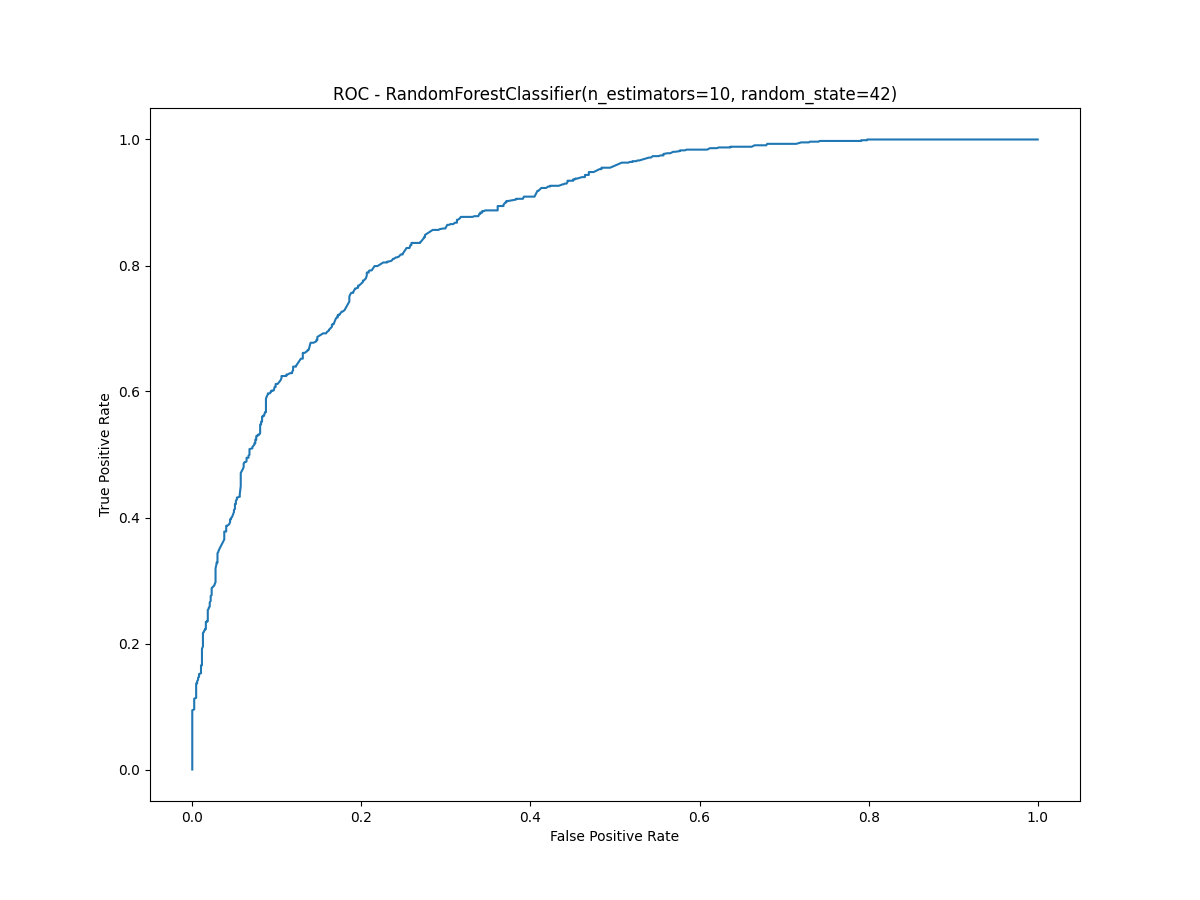 ROC - RandomForestClassifier(n_estimators=10, random_state=42)
1.0
0.8
0.6
0.4
0.2
0.0
True Positive Rate
0.0 0.2 0.4 0.6 0.8 1.0
False Positive Rate